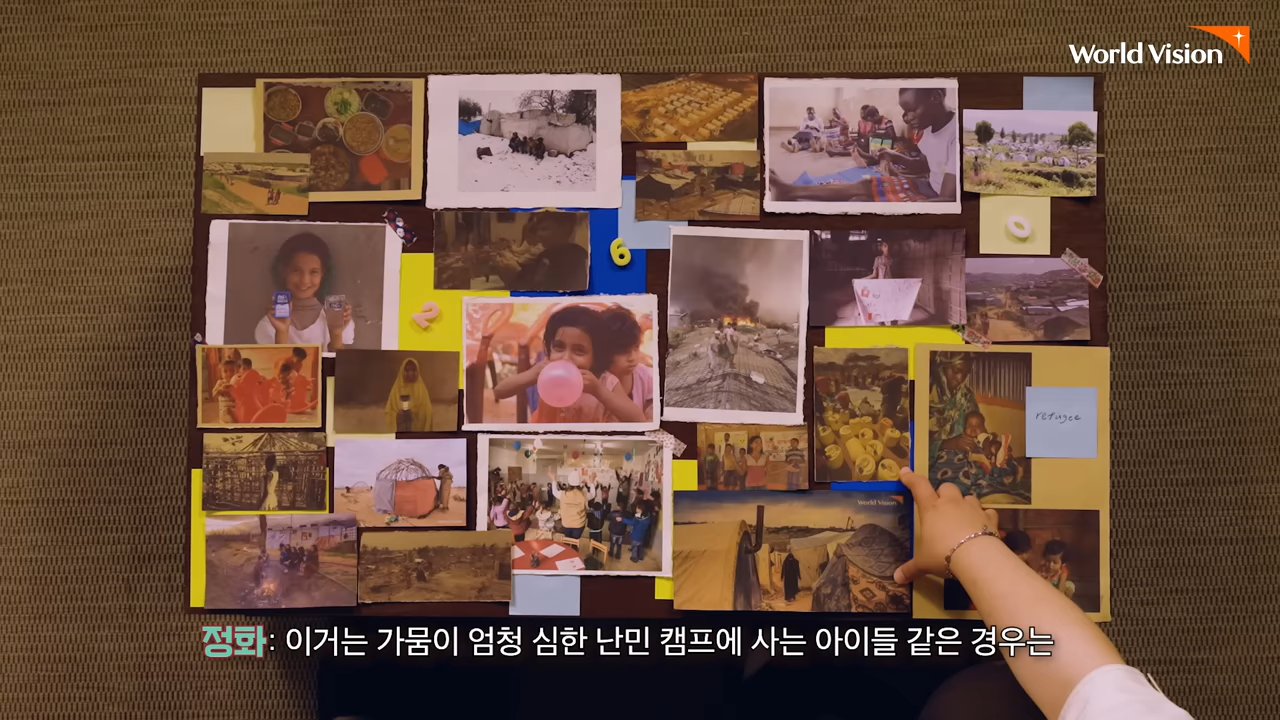 World Vision
6
0
2
refugee
World Vision
정화: 이거는 가뭄이 엄청 심한 난민 캠프에 사는 아이들 같은 경우는